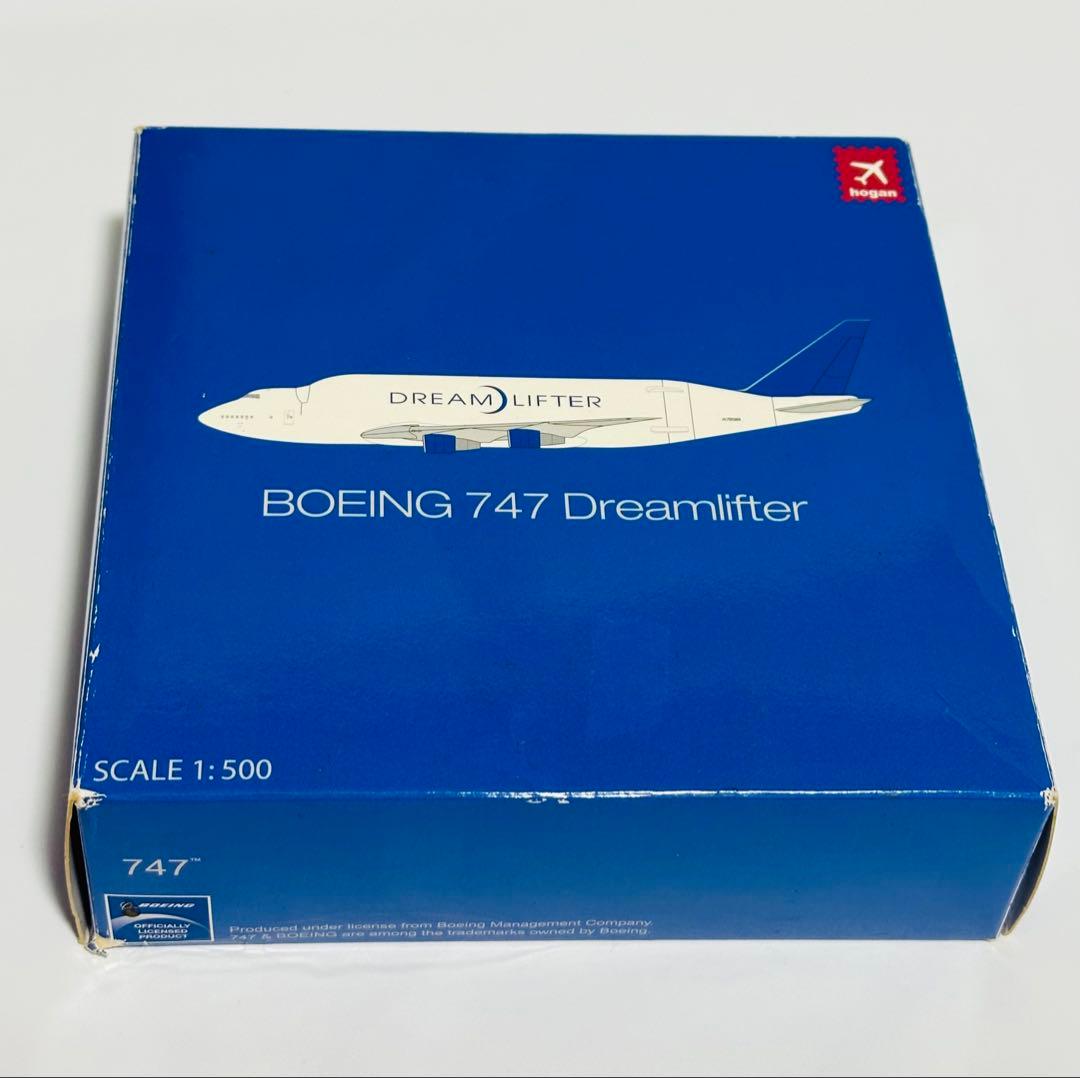 hogan
DREAM LIFTER
BOEING 747 Dreamlifter
SCALE 1:500
747™
BOEING
OFFICIALLY
LICENSED
PRODUCT
Produced under license from Boeing Management Company.
747 & BOEING are among the trademarks owned by Boeing.